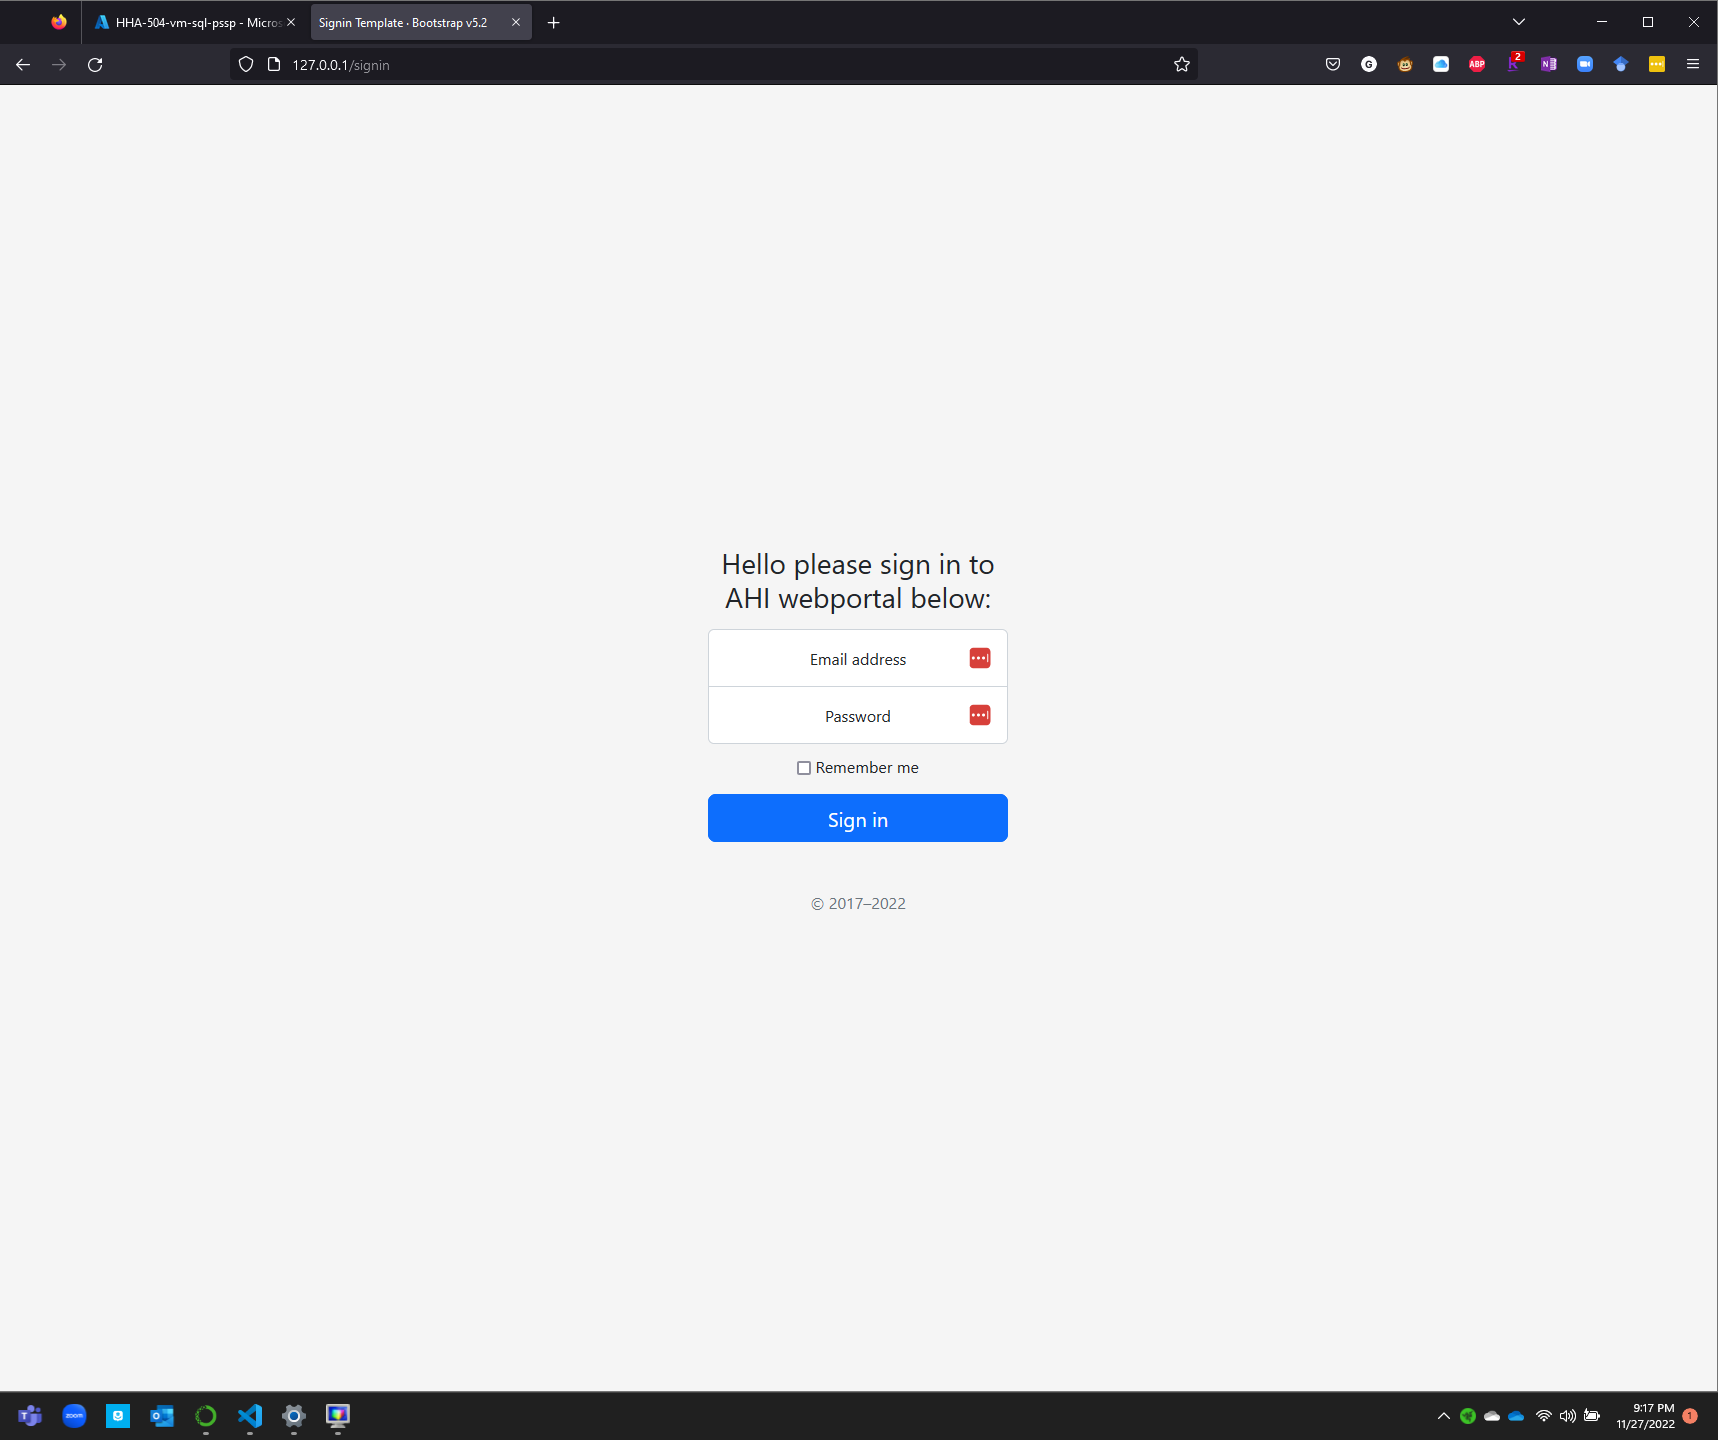 HHA-504-vm-sql-pssp - Micros
Signin Template · Bootstrap v5.2
127.0.0.1/signin
G
ABP
2
N
Hello please sign in to
AHI webportal below:
Email address
Password
Remember me
Sign in
© 2017–2022
zoom
9:17 PM
11/27/2022
1